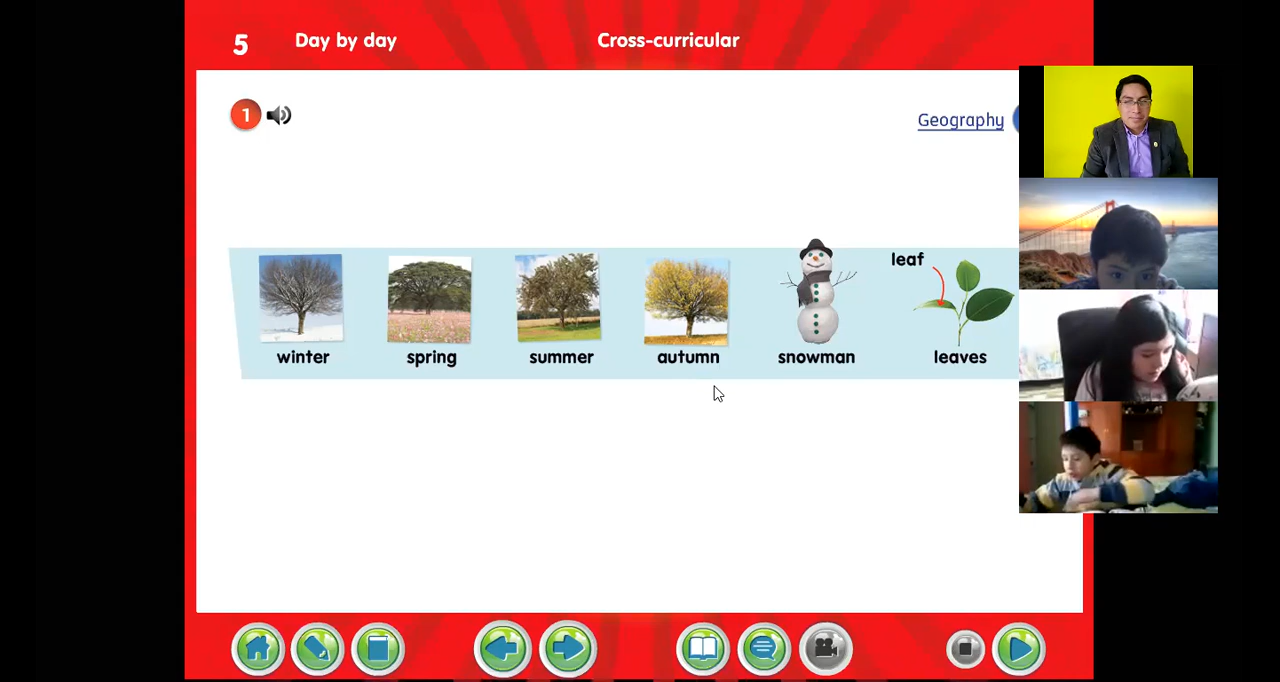 5 Day by day Cross-curricular
1
Geography
leaf
winter spring summer autumn snowman leaves